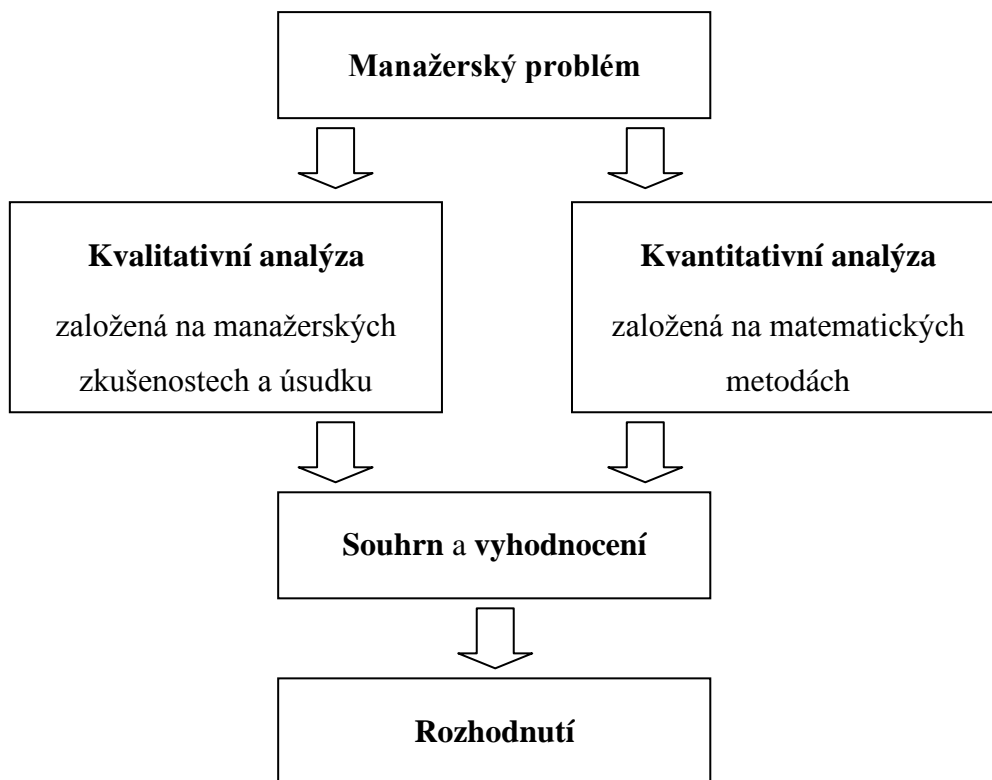 Manažerský problém
Kvalitativní analýza
založená na manažerských
zkušenostech a úsudku
Kvantitativní analýza
založená na matematických
metodách
Souhrn a vyhodnocení
Rozhodnutí